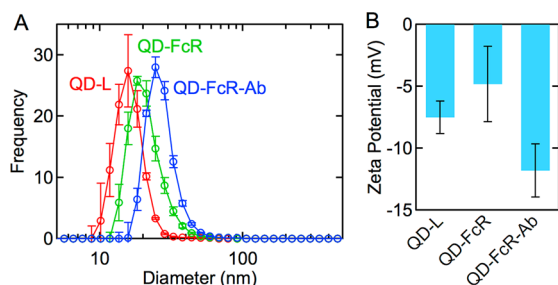 A
B
30
20
10
0
Frequency
QD-L
QD-FcR
QD-FcR-Ab
10
100
Diameter (nm)
Zeta Potential (mV)
0
-5
-10
-15
QD-L
QD-FcR
QD-FcR-Ab